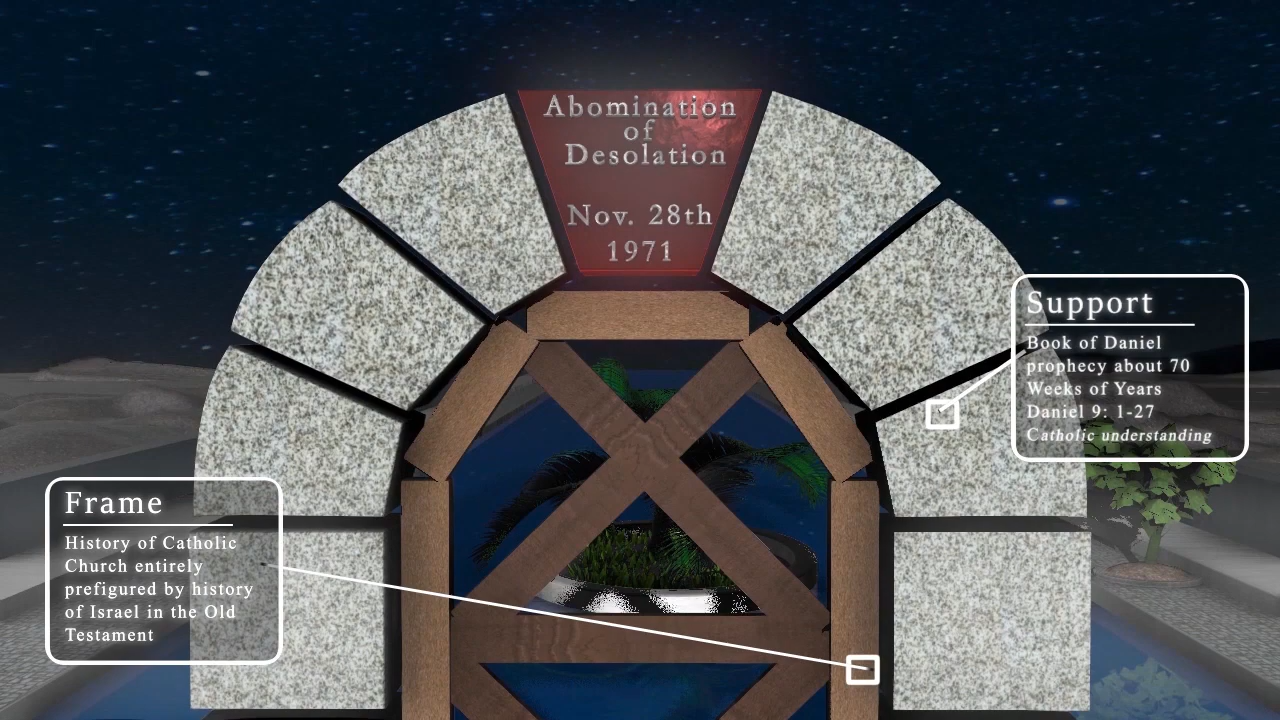 Abomination
of
Desolation
Nov. 28th
1971
Support
Book of Daniel
prophecy about 70
Weeks of Years
Daniel 9: 1-27
Catholic understanding
Frame
History of Catholic
Church entirely
prefigured by history
of Israel in the Old
Testament